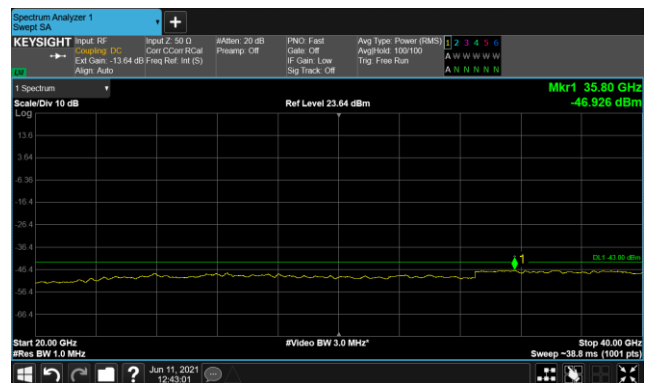 Spectrum Analyzer 1
Swept SA
+
KEYSIGHT
Input: RF
Coupling: DC
Ext Gain: -13.64 dB
Align: Auto
Input Z: 50 Ω
Corr CCorr RCal
Freq Ref: Int (S)
#Atten: 20 dB
Preamp: Off
PNO: Fast
Gate: Off
IF Gain: Low
Sig Track: Off
Avg Type: Power (RMS)
Avg|Hold: 100/100
Trig: Free Run
1 2 3 4 5 6
A W W W W W
A N N N N N
LXI
1 Spectrum
Mkr1 35.80 GHz
Scale/Div 10 dB
Ref Level 23.64 dBm
-46.926 dBm
Log
13.6
3.64
-6.36
-16.4
-26.4
-36.4
1
DL1 -43.00 dBm
-46.4
-56.4
-66.4
Start 20.00 GHz
#Video BW 3.0 MHz*
Stop 40.00 GHz
#Res BW 1.0 MHz
Sweep ~38.8 ms (1001 pts)
?
Jun 11, 2021
12:43:01